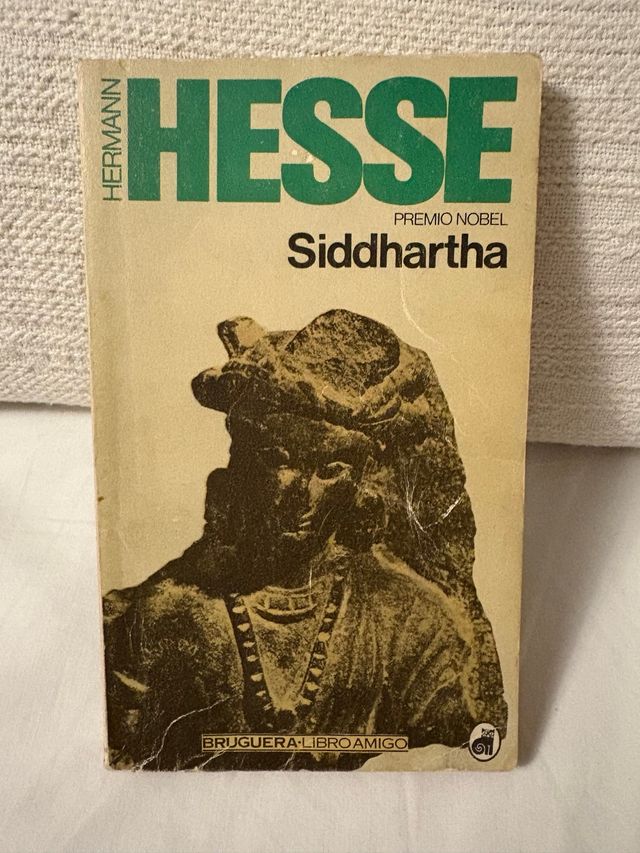 HERMANN
HESSE
PREMIO NOBEL
Siddhartha
BRUGUERA-LIBRO AMIGO